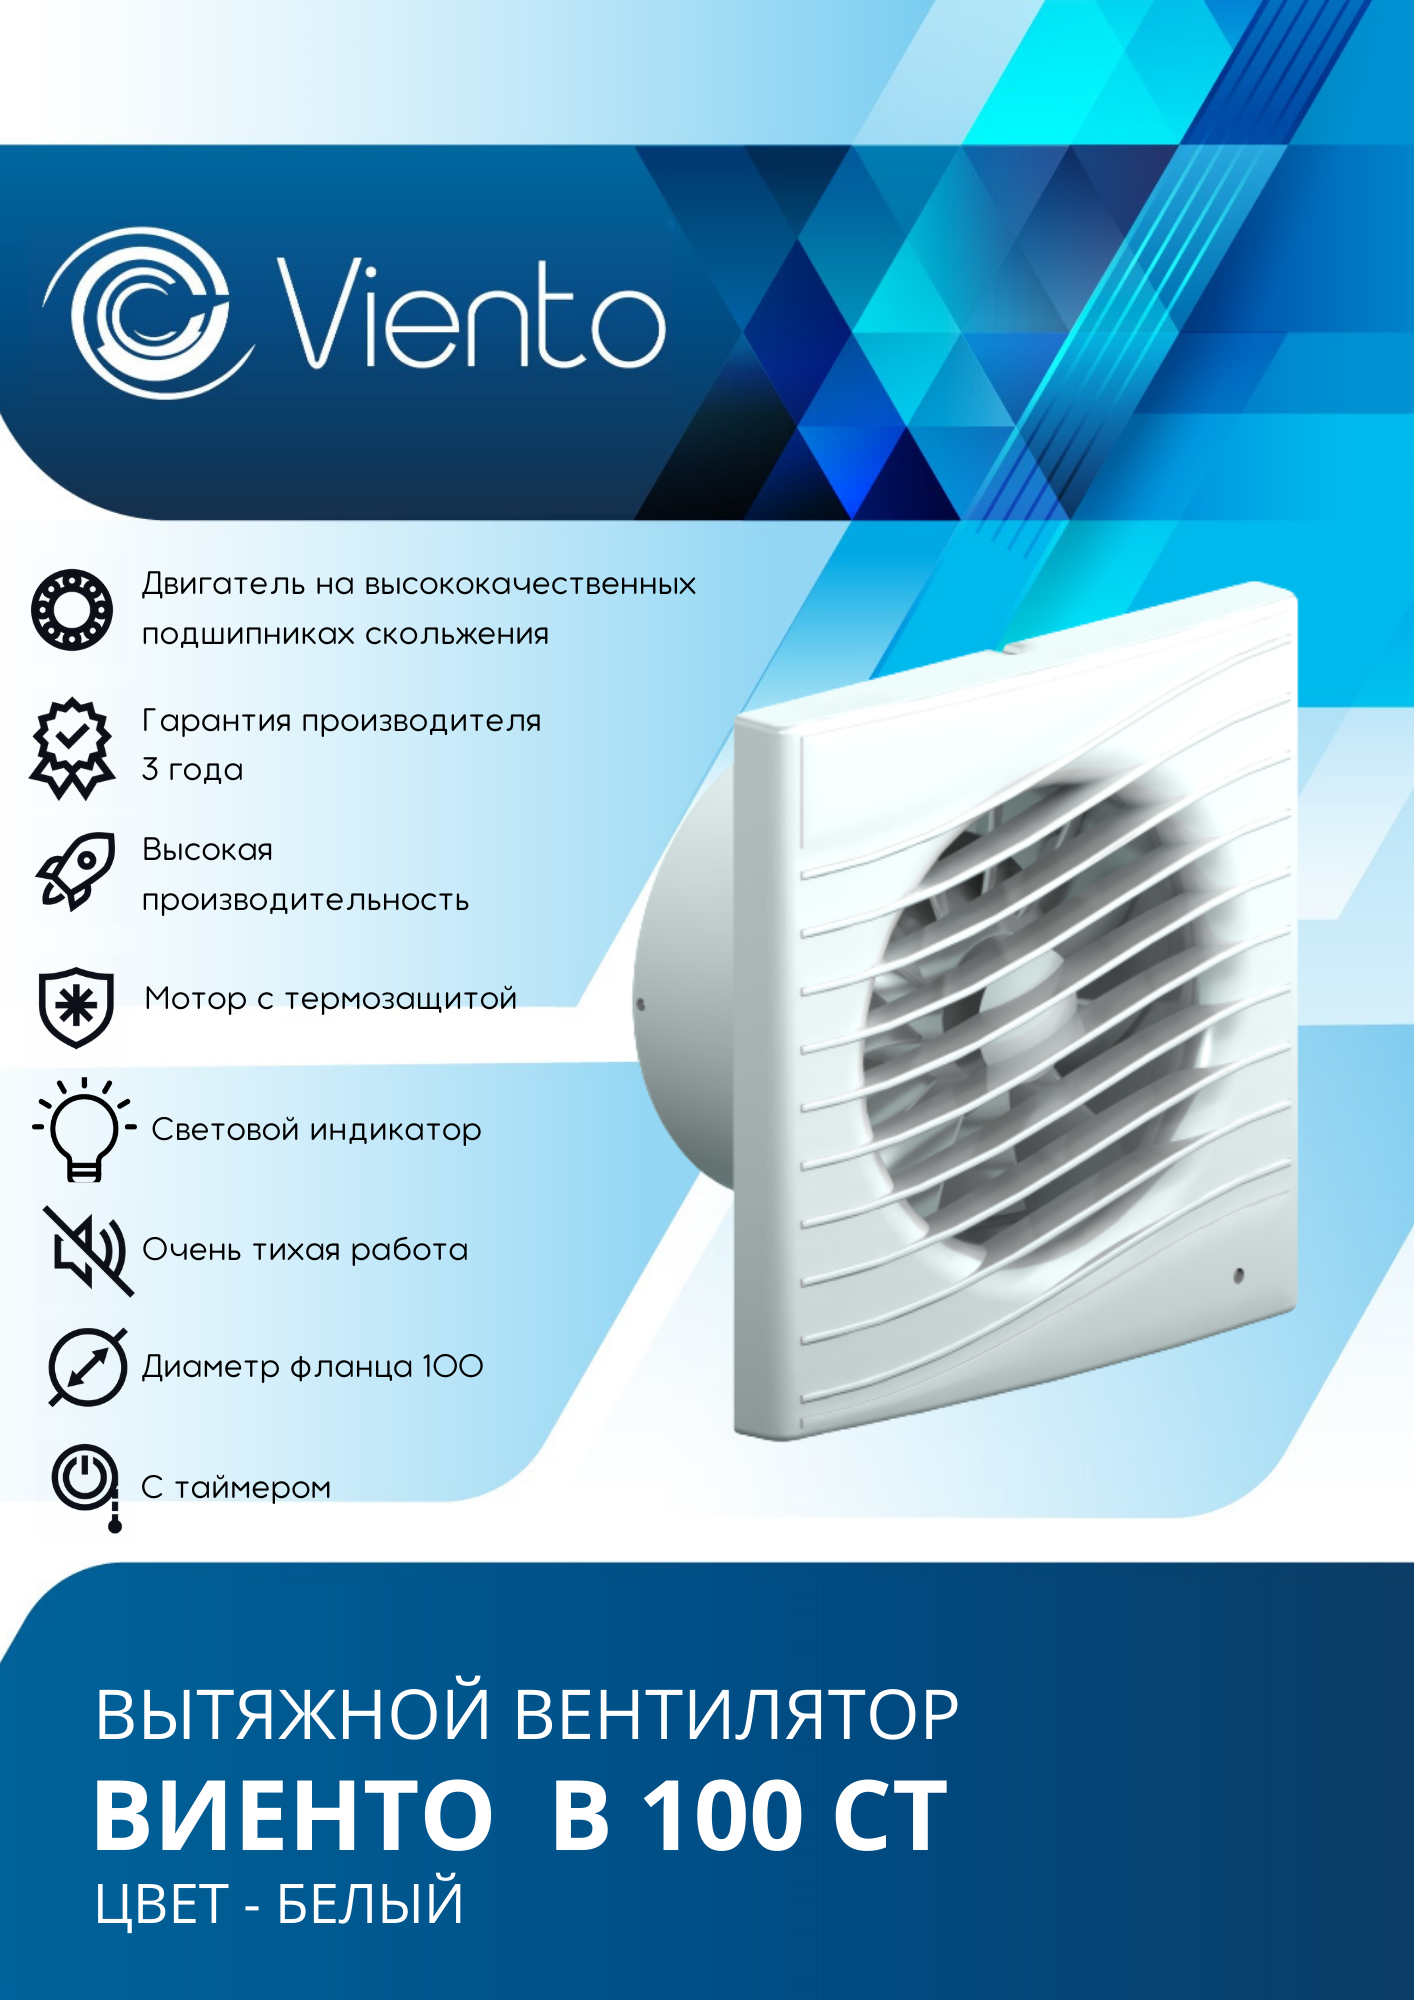 Viento
Двигатель на высококачественных
подшипниках скольжения
Гарантия производителя
3 года
Высокая
производительность
Мотор с термозащитой
Световой индикатор
Очень тихая работа
Диаметр фланца 100
С таймером
ВЫТЯЖНОЙ ВЕНТИЛЯТОР
ВИЕНТО В 100 СТ
ЦВЕТ - БЕЛЫЙ